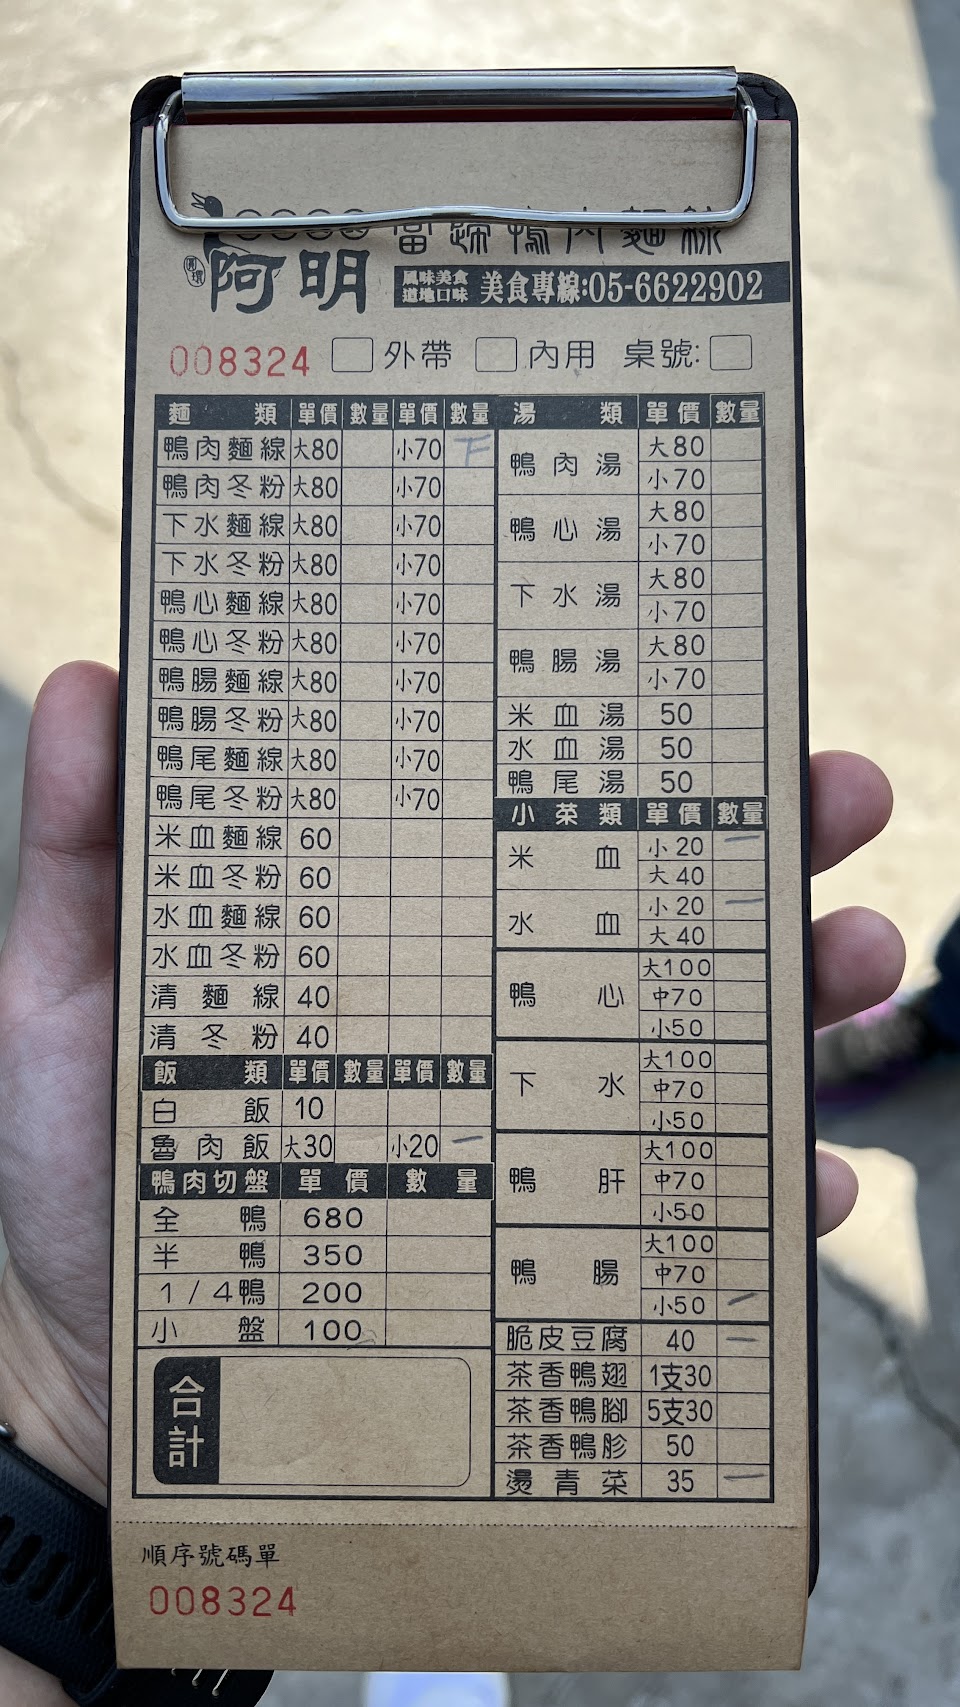 當歸鴨肉麵線
圓環
阿明
風味美食
道地口味
美食專線:05-6622902
008324 外帶 內用 桌號:
麵類 單價 數量 單價 數量
鴨肉麵線 大80 小70 下
鴨肉冬粉 大80 小70
下水麵線 大80 小70
下水冬粉 大80 小70
鴨心麵線 大80 小70
鴨心冬粉 大80 小70
鴨腸麵線 大80 小70
鴨腸冬粉 大80 小70
鴨尾麵線 大80 小70
鴨尾冬粉 大80 小70
米血麵線 60
米血冬粉 60
水血麵線 60
水血冬粉 60
清麵線 40
清冬粉 40
飯類 單價 數量 單價 數量
白飯 10
魯肉飯 大30 小20 一
鴨肉切盤 單價 數量
全鴨 680
半鴨 350
1/4鴨 200
小盤 100
合計
湯類 單價 數量
鴨肉湯 大80
小70
鴨心湯 大80
小70
下水湯 大80
小70
鴨腸湯 大80
小70
米血湯 50
水血湯 50
鴨尾湯 50
小菜類 單價 數量
米血 小20 一
大40
水血 小20 一
大40
鴨心 大100
中70
小50
下水 大100
中70
小50
鴨肝 大100
中70
小50
鴨腸 大100
中70
小50 一
脆皮豆腐 40 一
茶香鴨翅 1支30
茶香鴨腳 5支30
茶香鴨胗 50
燙青菜 35 一
順序號碼單
008324